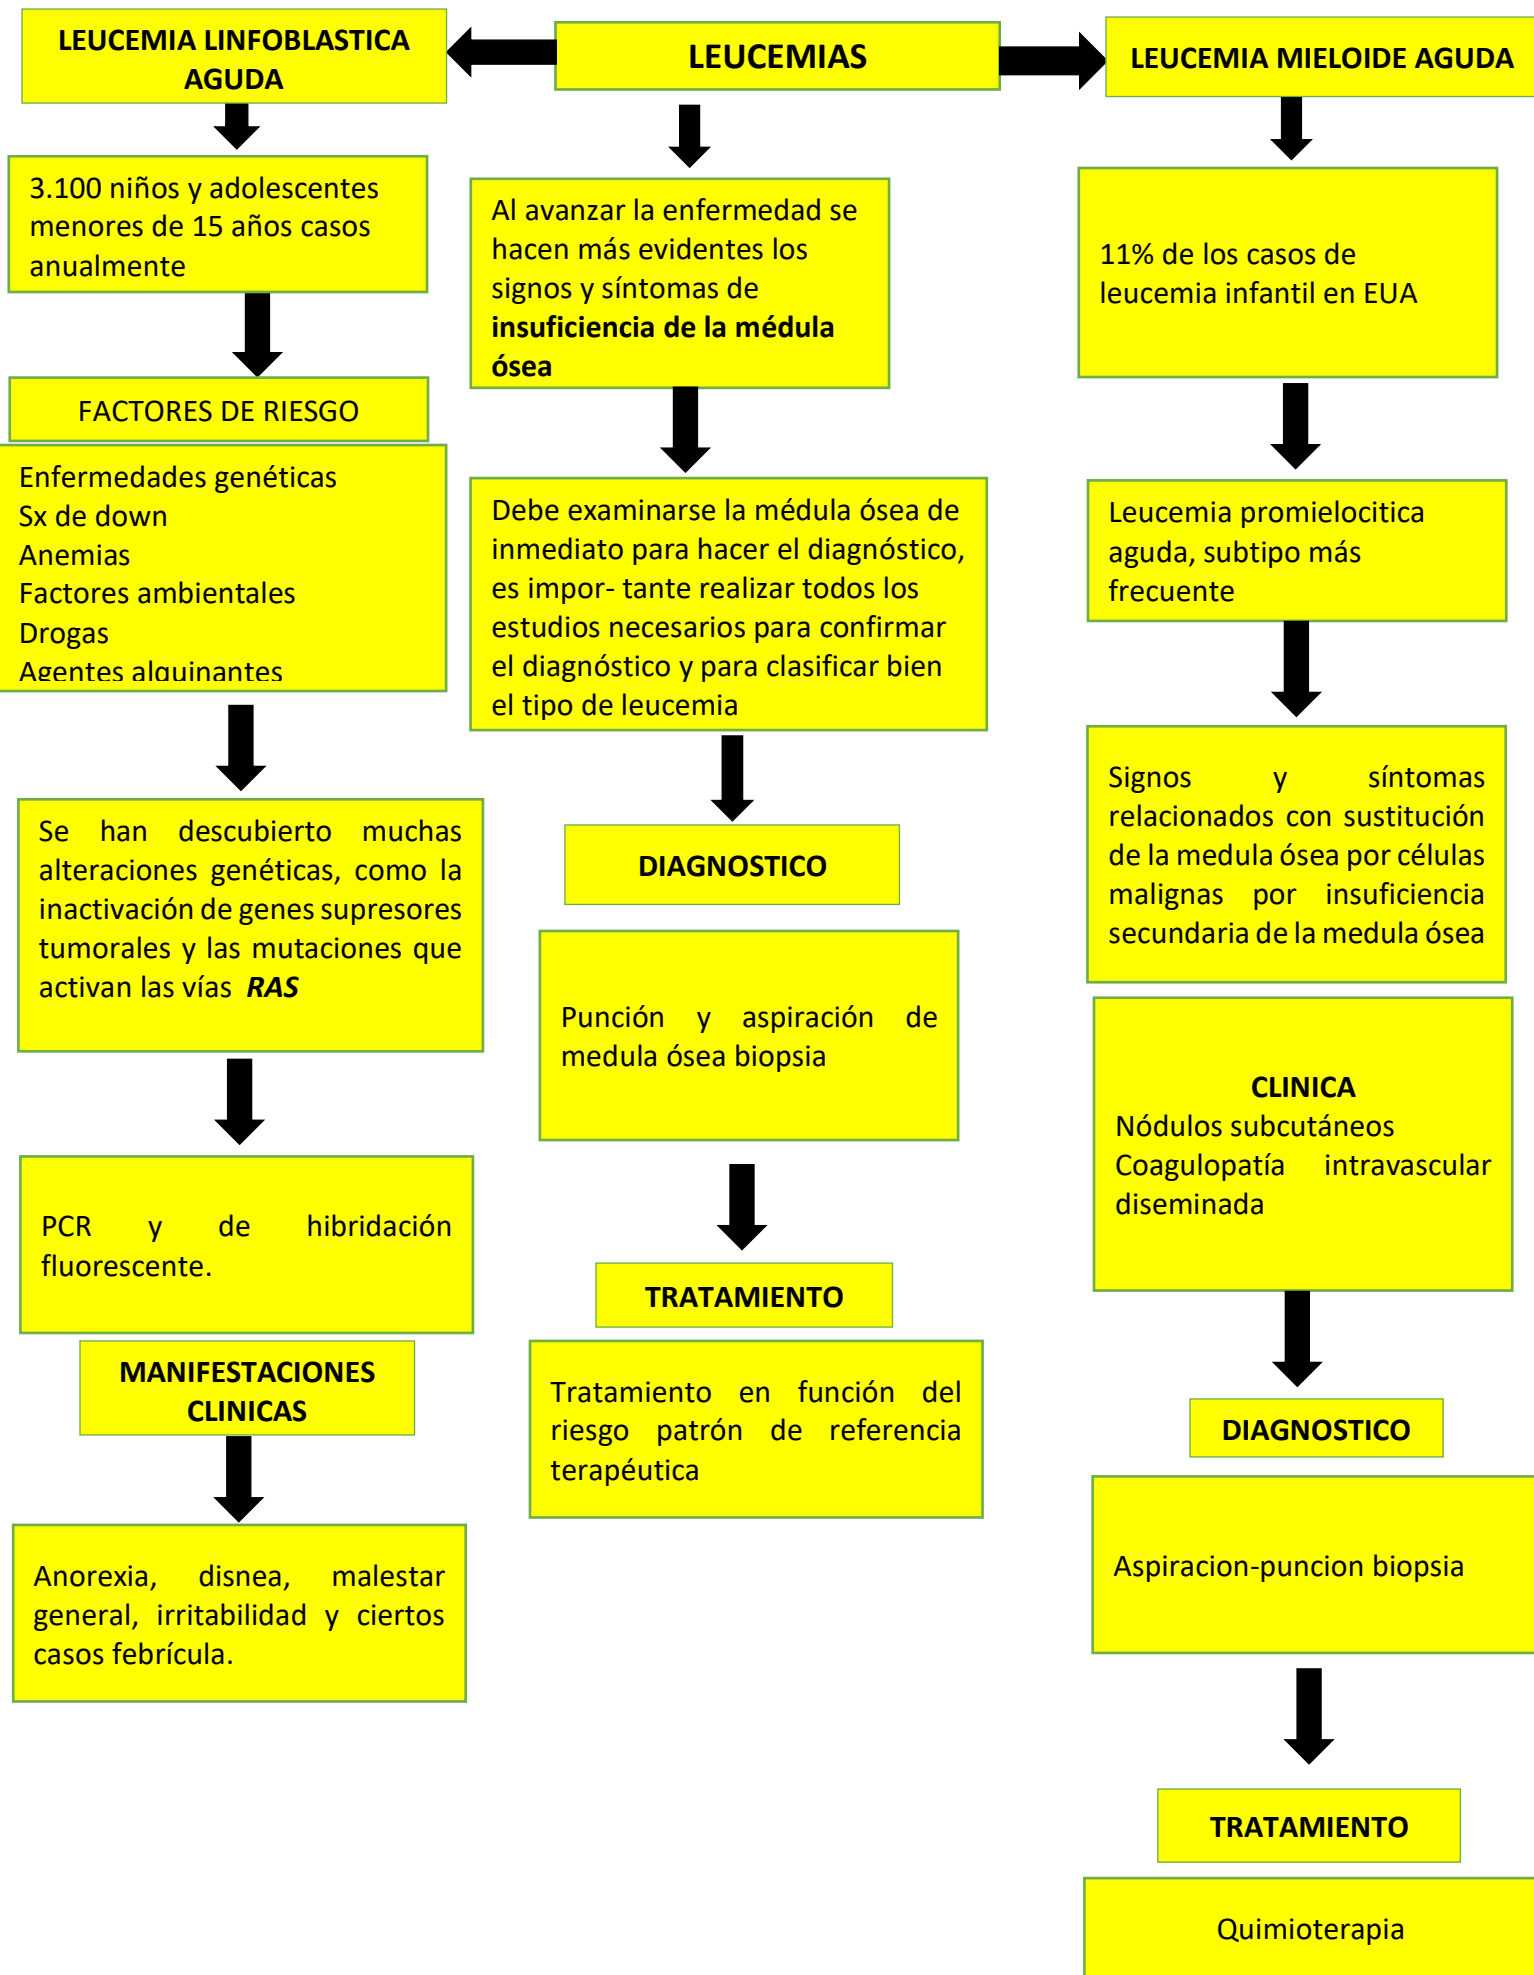 LEUCEMIA LINFOBLASTICA
AGUDA
3.100 niños y adolescentes
menores de 15 años casos
anualmente
FACTORES DE RIESGO
Enfermedades genéticas
Sx de down
Anemias
Factores ambientales
Drogas
Agentes alquinantes
Se han descubierto muchas
alteraciones genéticas, como la
inactivación de genes supresores
tumorales y las mutaciones que
activan las vías RAS
PCR y de hibridación
fluorescente.
MANIFESTACIONES
CLINICAS
Anorexia, disnea, malestar
general, irritabilidad y ciertos
casos febrícula.
LEUCEMIAS
Al avanzar la enfermedad se
hacen más evidentes los
signos y síntomas de
insuficiencia de la médula
ósea
Debe examinarse la médula ósea de
inmediato para hacer el diagnóstico,
es impor- tante realizar todos los
estudios necesarios para confirmar
el diagnóstico y para clasificar bien
el tipo de leucemia
DIAGNOSTICO
Punción y aspiración de
medula ósea biopsia
TRATAMIENTO
Tratamiento en función del
riesgo patrón de referencia
terapéutica
LEUCEMIA MIELOIDE AGUDA
11% de los casos de
leucemia infantil en EUA
Leucemia promielocitica
aguda, subtipo más
frecuente
Signos y síntomas
relacionados con sustitución
de la medula ósea por células
malignas por insuficiencia
secundaria de la medula ósea
CLINICA
Nódulos subcutáneos
Coagulopatía intravascular
diseminada
DIAGNOSTICO
Aspiracion-puncion biopsia
TRATAMIENTO
Quimioterapia